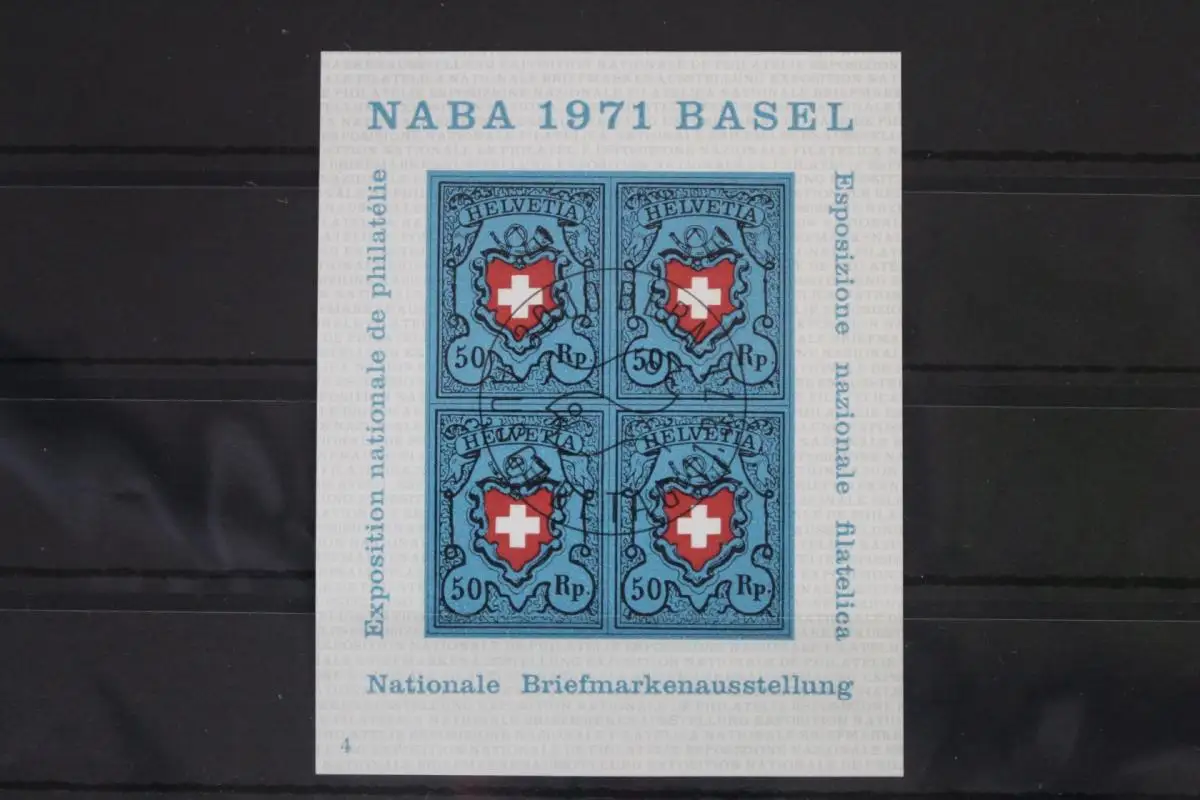 NABA 1971 BASEL
Exposition nationale de philatélie
Esposizione nazionale filatelica
HELVETIA
HELVETIA
50 Rp.
50 Rp.
HELVETIA
HELVETIA
50 Rp.
50 Rp.
Nationale Briefmarkenausstellung
4